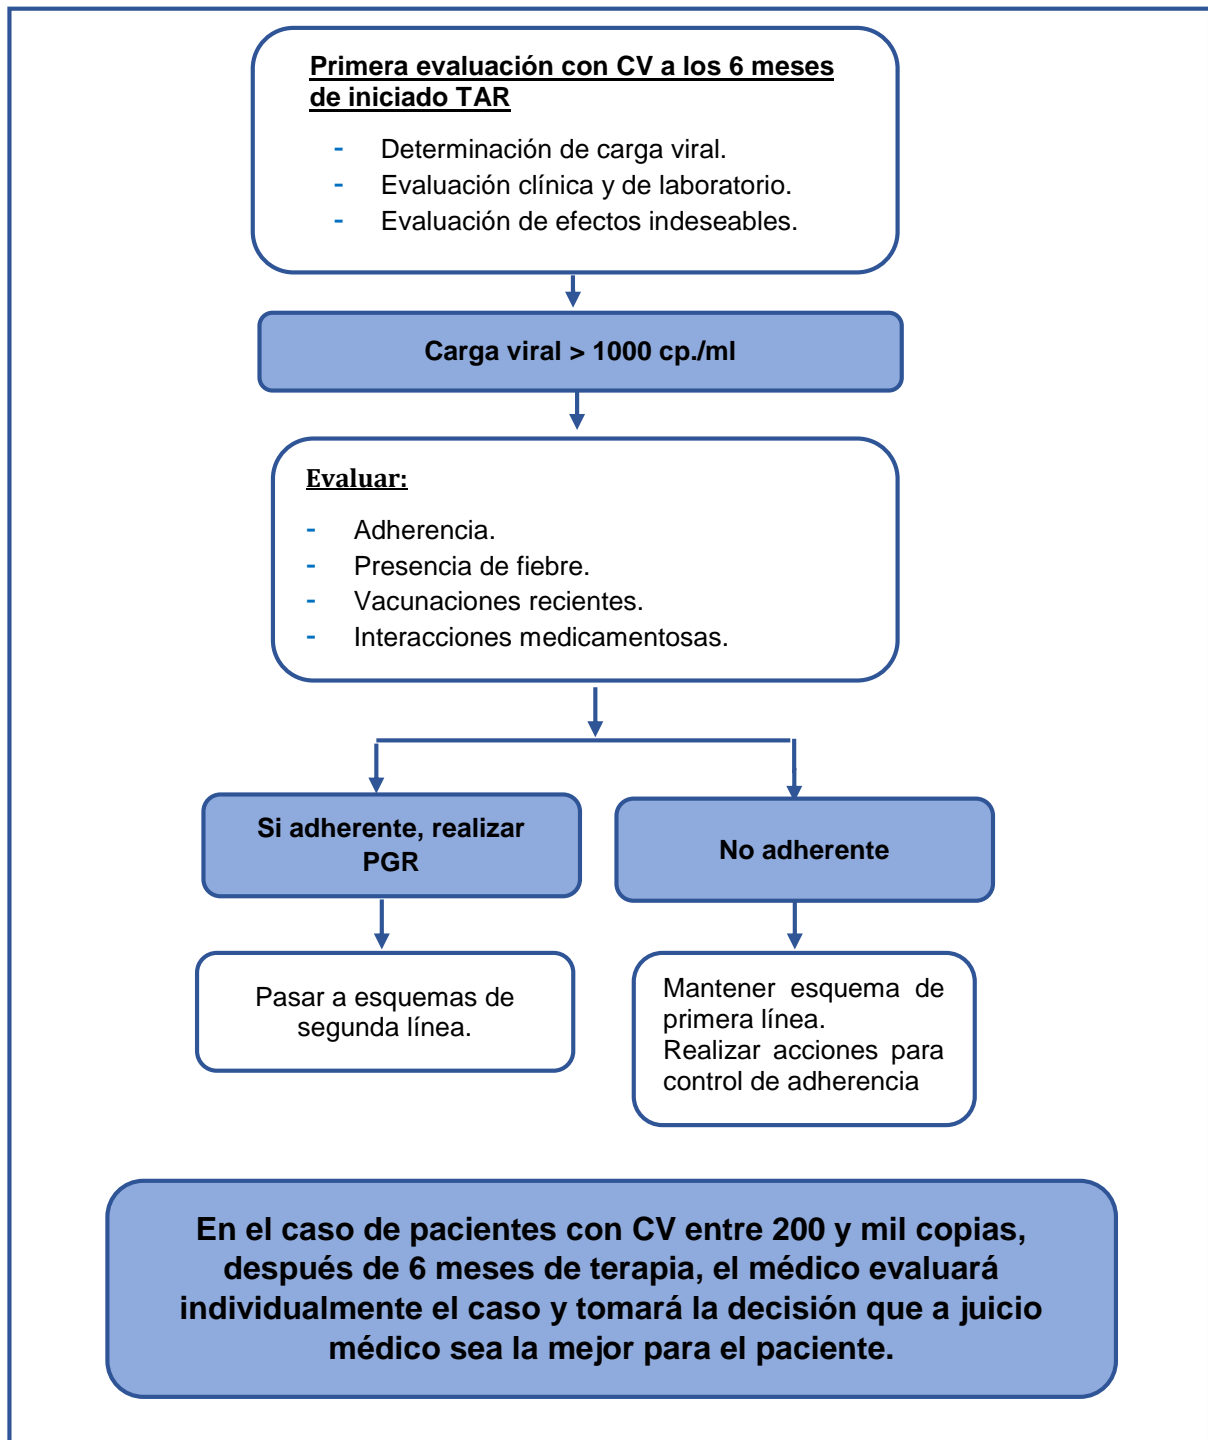 Primera evaluación con CV a los 6 meses
de iniciado TAR
- Determinación de carga viral.
- Evaluación clínica y de laboratorio.
- Evaluación de efectos indeseables.
Carga viral > 1000 cp./ml
Evaluar:
- Adherencia.
- Presencia de fiebre.
- Vacunaciones recientes.
- Interacciones medicamentosas.
Si adherente, realizar
PGR
No adherente
Pasar a esquemas de
segunda línea.
Mantener esquema de
primera línea.
Realizar acciones para
control de adherencia
En el caso de pacientes con CV entre 200 y mil copias,
después de 6 meses de terapia, el médico evaluará
individualmente el caso y tomará la decisión que a juicio
médico sea la mejor para el paciente.